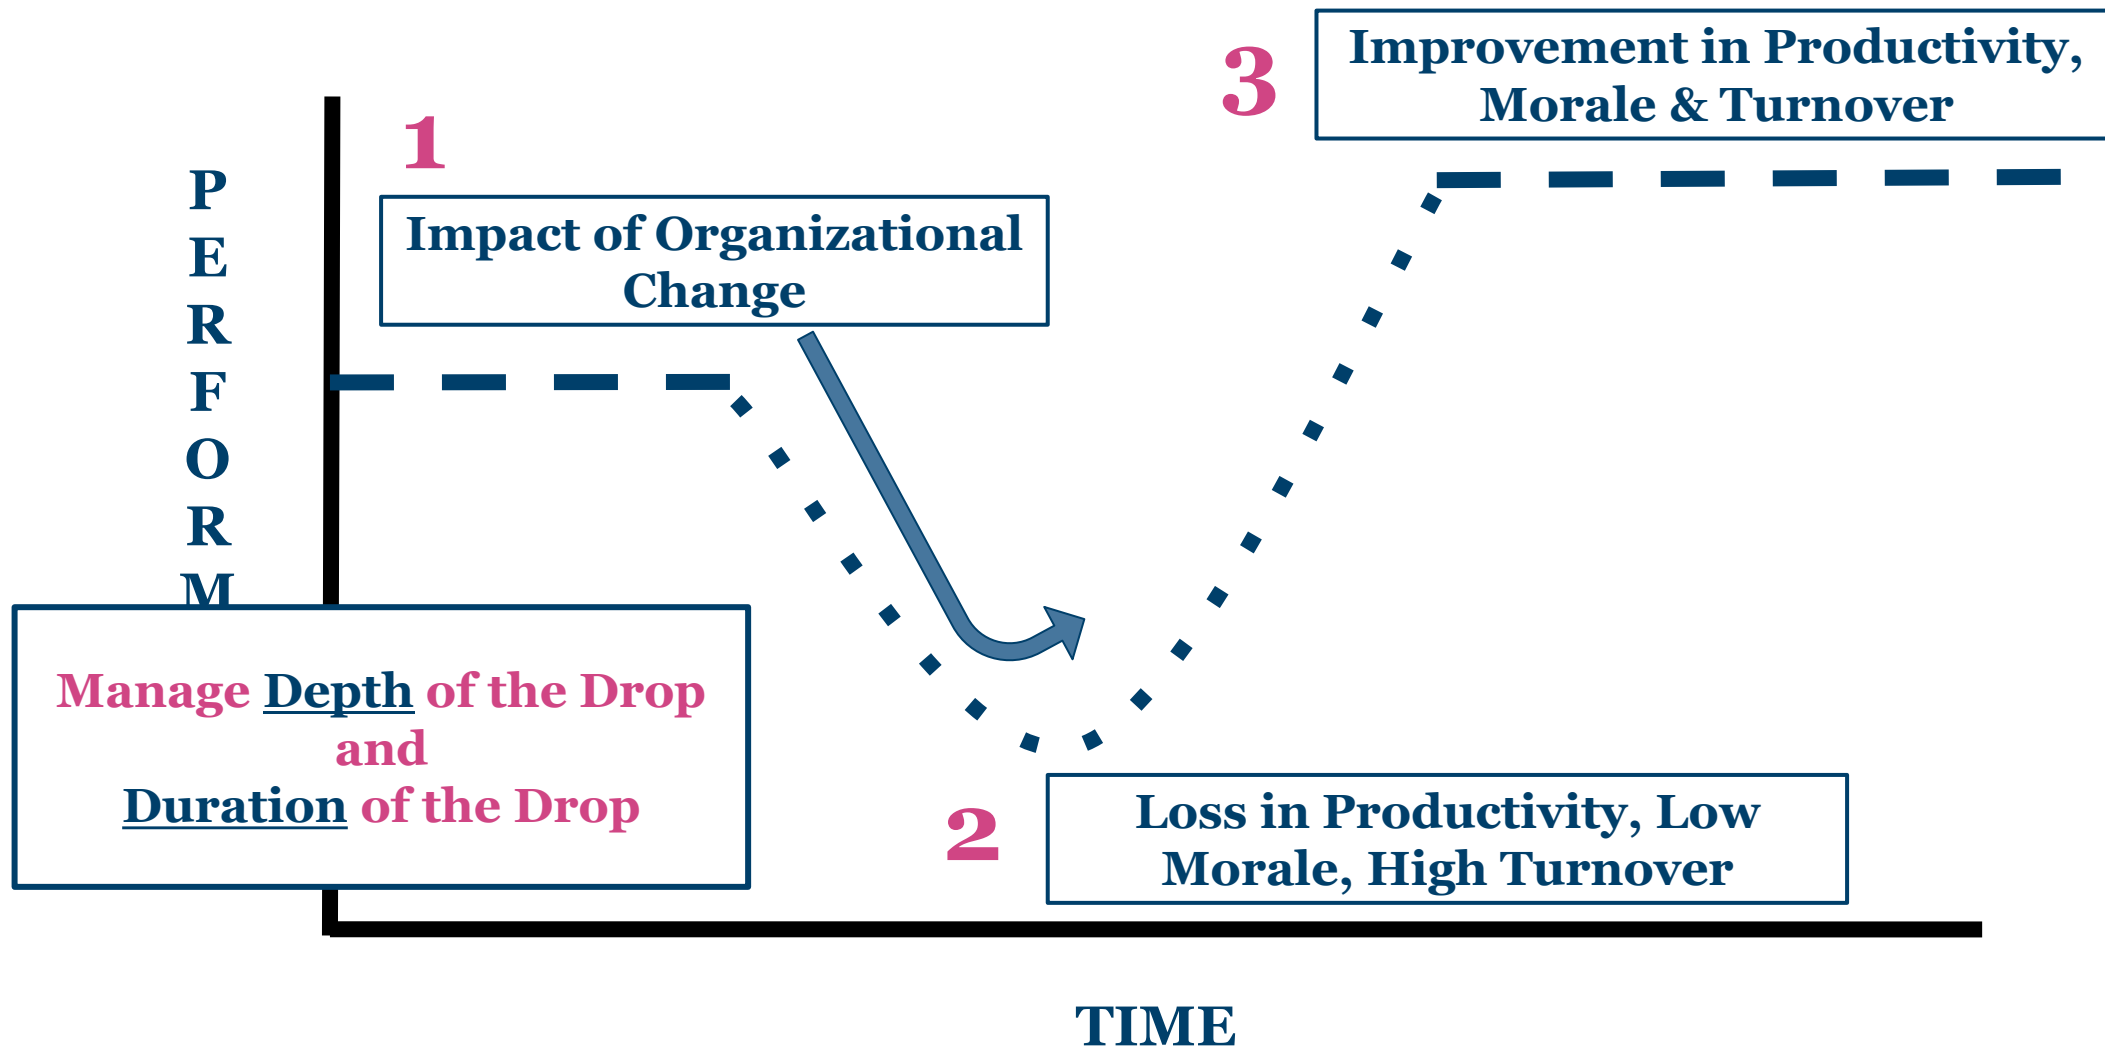 3
Improvement in Productivity,
Morale & Turnover
1
Impact of Organizational
Change
P
E
R
F
O
R
M
Manage Depth of the Drop
and
Duration of the Drop
2
Loss in Productivity, Low
Morale, High Turnover
TIME